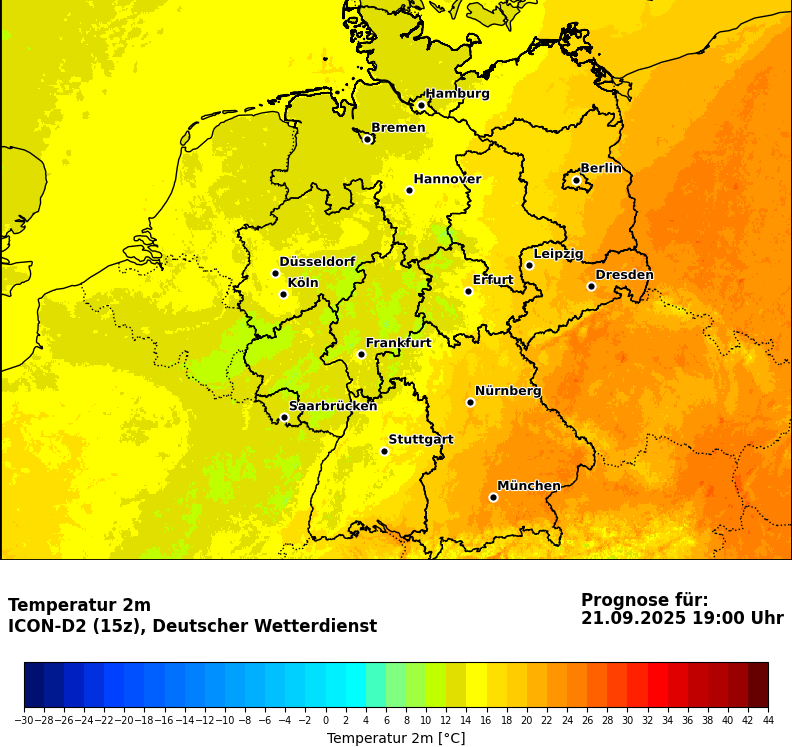 Hamburg
Bremen
Berlin
Hannover
Leipzig
Düsseldorf
Dresden
Köln
Erfurt
Frankfurt
Nürnberg
Saarbrücken
Stuttgart
München
Temperatur 2m
ICON-D2 (15z), Deutscher Wetterdienst
Prognose für:
21.09.2025 19:00 Uhr
−30 −28 −26 −24 −22 −20 −18 −16 −14 −12 −10 −8 −6 −4 −2 0 2 4 6 8 10 12 14 16 18 20 22 24 26 28 30 32 34 36 38 40 42 44
Temperatur 2m [°C]